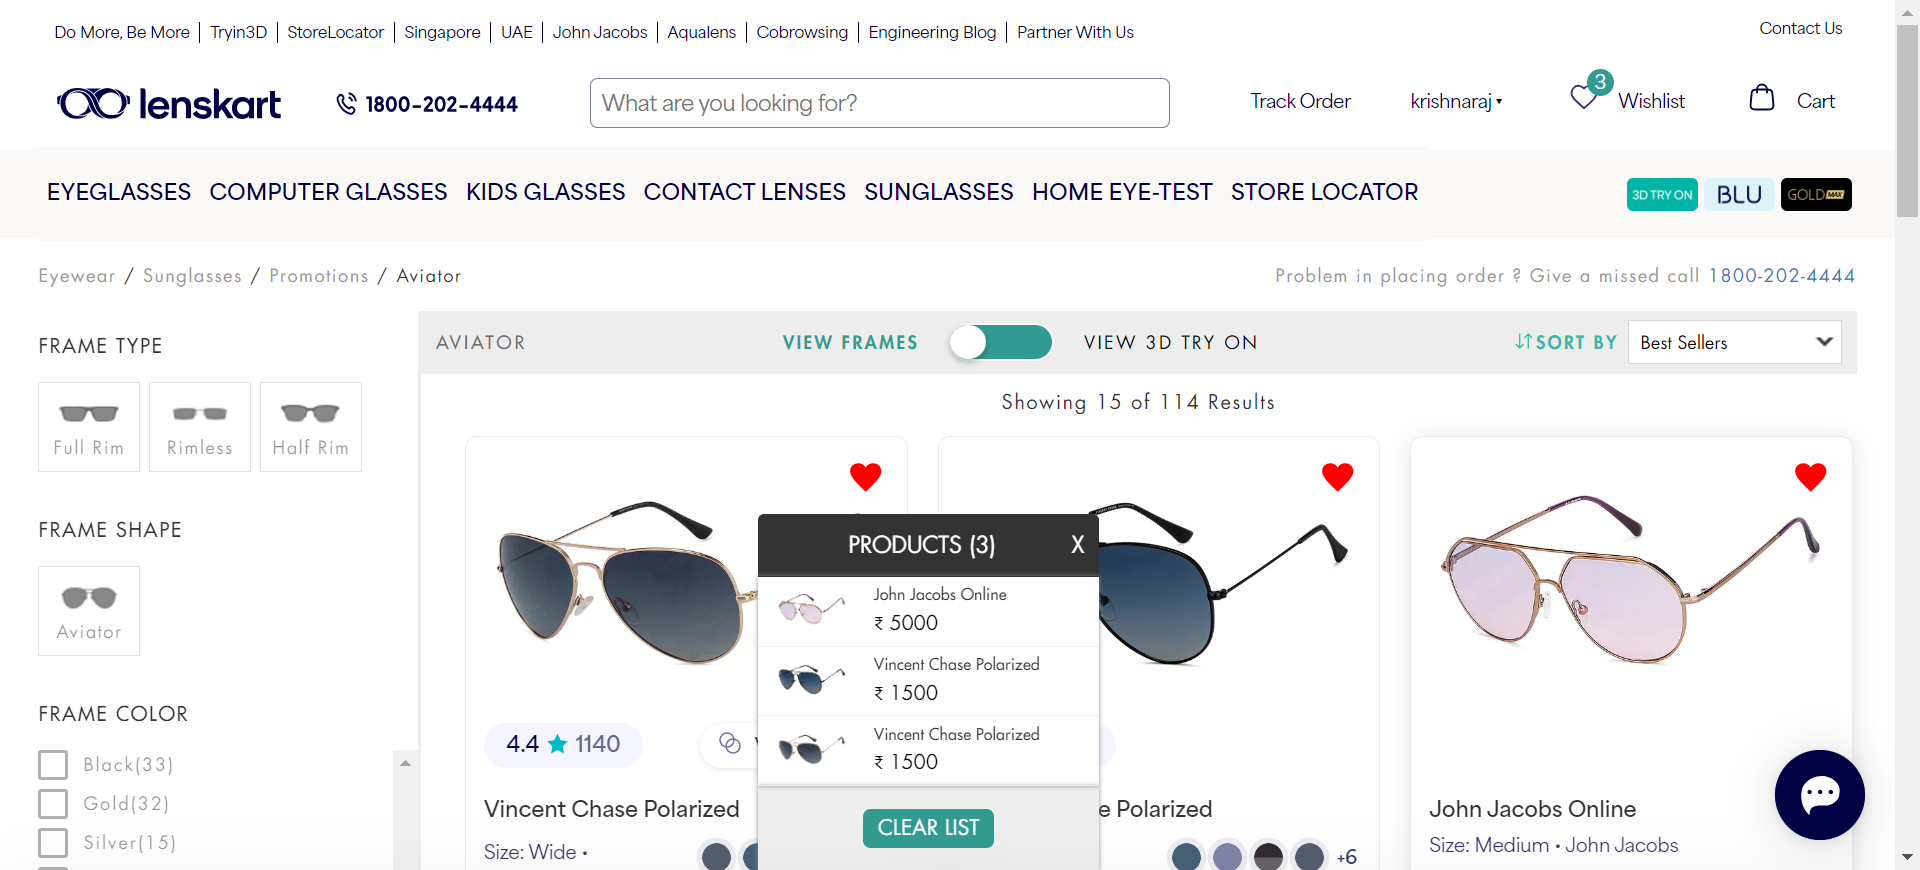 Do More, Be More | Tryin3D | StoreLocator | Singapore | UAE | John Jacobs | Aqualens | Cobrowsing | Engineering Blog | Partner With Us
Contact Us
lenskart
1800-202-4444
What are you looking for?
Track Order
krishnaraj
3
Wishlist
Cart
EYEGLASSES COMPUTER GLASSES KIDS GLASSES CONTACT LENSES SUNGLASSES HOME EYE-TEST STORE LOCATOR
3D TRY ON
BLU
GOLD MAX
Eyewear / Sunglasses / Promotions / Aviator
Problem in placing order ? Give a missed call 1800-202-4444
FRAME TYPE
Full Rim
Rimless
Half Rim
FRAME SHAPE
Aviator
FRAME COLOR
Black(33)
Gold(32)
Silver(15)
AVIATOR
VIEW FRAMES
VIEW 3D TRY ON
SORT BY
Best Sellers
Showing 15 of 114 Results
4.4 ★ 1140
Vincent Chase Polarized
Size: Wide •
PRODUCTS (3)
X
John Jacobs Online
₹ 5000
Vincent Chase Polarized
₹ 1500
Vincent Chase Polarized
₹ 1500
CLEAR LIST
e Polarized
+6
John Jacobs Online
Size: Medium • John Jacobs